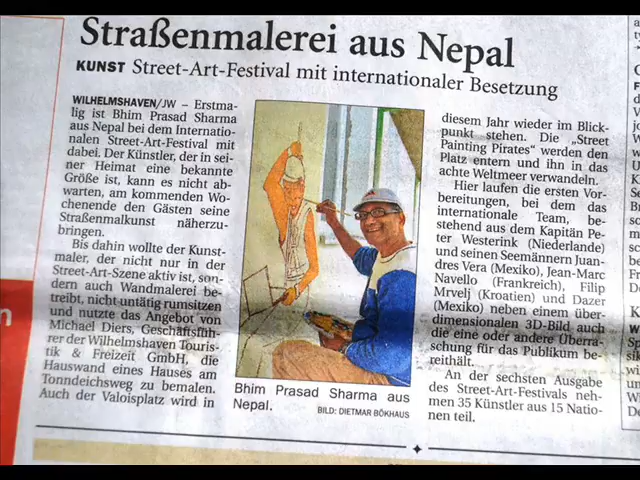 Straßenmalerei aus Nepal
KUNST Street-Art-Festival mit internationaler Besetzung
WILHELMSHAVEN/JW – Erstma-
lig ist Bhim Prasad Sharma
aus Nepal bei dem Internatio-
nalen Street-Art-Festival mit
dabei. Der Künstler, der in sei-
ner Heimat eine bekannte
Größe ist, kann es nicht ab-
warten, am kommenden Wo-
chenende den Gästen seine
Straßenmalkunst näherzu-
bringen.
Bis dahin wollte der Kunst-
maler, der nicht nur in der
Street-Art-Szene aktiv ist, son-
dern auch Wandmalerei be-
treibt, nicht untätig rumsitzen
und nutzte das Angebot von
Michael Diers, Geschäftsfüh-
rer der Wilhelmshaven Touris-
tik & Freizeit GmbH, die
Hauswand eines Hauses am
Tonndeichsweg zu bemalen.
Auch der Valoisplatz wird in
Bhim Prasad Sharma aus
Nepal.
BILD: DIETMAR BÖKHAUS
diesem Jahr wieder im Blick-
punkt stehen. Die „Street
Painting Pirates“ werden den
Platz entern und ihn in das
achte Weltmeer verwandeln.
Hier laufen die ersten Vor-
bereitungen, bei dem das
internationale Team, be-
stehend aus dem Kapitän Pe-
ter Westerink (Niederlande)
und seinen Seemännern Juan-
dres Vera (Mexiko), Jean-Marc
Navello (Frankreich), Filip
Mrvelj (Kroatien) und Dazer
(Mexiko) neben einem über-
dimensionalen 3D-Bild auch
die eine oder andere Überra-
schung für das Publikum be-
reithält.
An der sechsten Ausgabe
des Street-Art-Festivals neh-
men 35 Künstler aus 15 Natio-
nen teil.